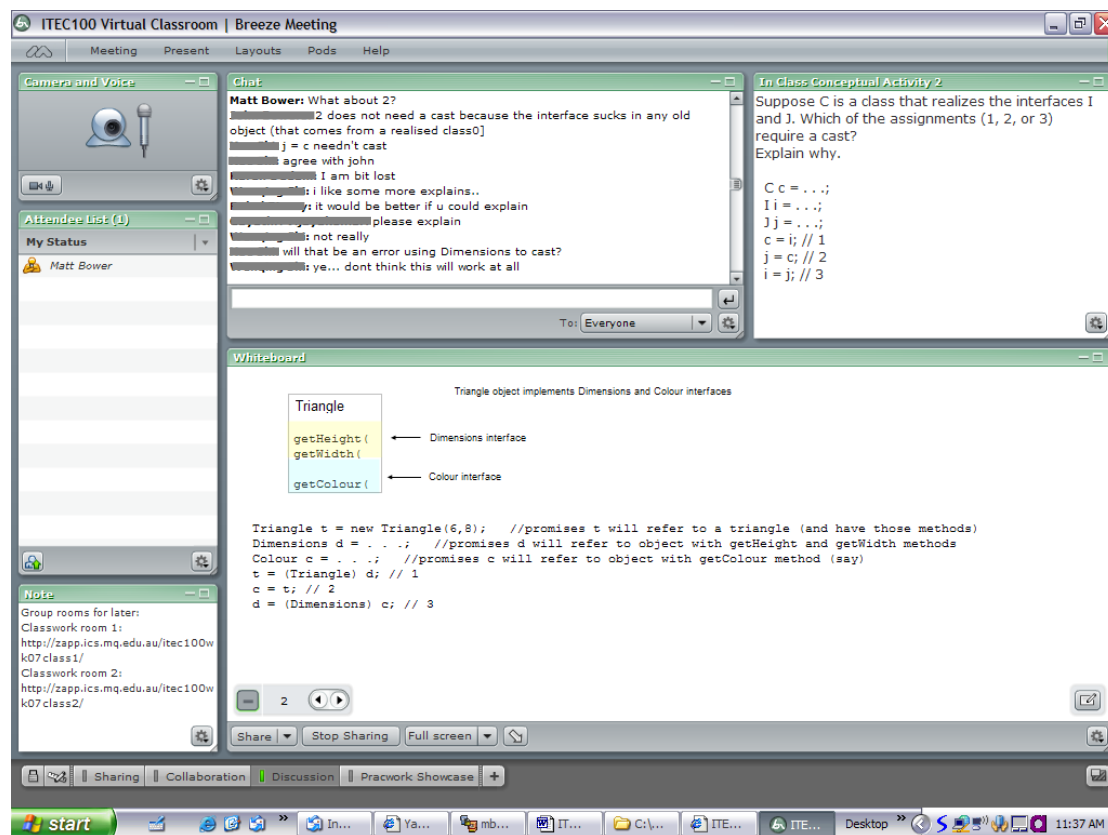 ITEC100 Virtual Classroom | Breeze Meeting
Meeting Present Layouts Pods Help
Camera and Voice
Attendee List (1)
My Status
Matt Bower
Note
Group rooms for later:
Classwork room 1:
http://zapp.ics.mq.edu.au/itec100w
k07class1/
Classwork room 2:
http://zapp.ics.mq.edu.au/itec100w
k07class2/
Chat
Matt Bower: What about 2?
2 does not need a cast because the interface sucks in any old
object (that comes from a realised class0]
j = c needn't cast
agree with john
I am bit lost
: i like some more explains..
: it would be better if u could explain
please explain
: not really
will that be an error using Dimensions to cast?
: ye... dont think this will work at all
To: Everyone
In Class Conceptual Activity 2
Suppose C is a class that realizes the interfaces I
and J. Which of the assignments (1, 2, or 3)
require a cast?
Explain why.
C c = . . .;
I i = . . .;
J j = . . .;
c = i; // 1
j = c; // 2
i = j; // 3
Whiteboard
Triangle object implements Dimensions and Colour interfaces
Triangle
getHeight(
getWidth(
getColour(
Dimensions interface
Colour interface
Triangle t = new Triangle(6,8); //promises t will refer to a triangle (and have those methods)
Dimensions d = . . .; //promises d will refer to object with getHeight and getWidth methods
Colour c = . . .; //promises c will refer to object with getColour method (say)
t = (Triangle) d; // 1
c = t; // 2
d = (Dimensions) c; // 3
2
Share Stop Sharing Full screen
Sharing Collaboration Discussion Pracwork Showcase +
start » In... Ya... mb... IT... C:\... ITE... ITE... Desktop » 11:37 AM